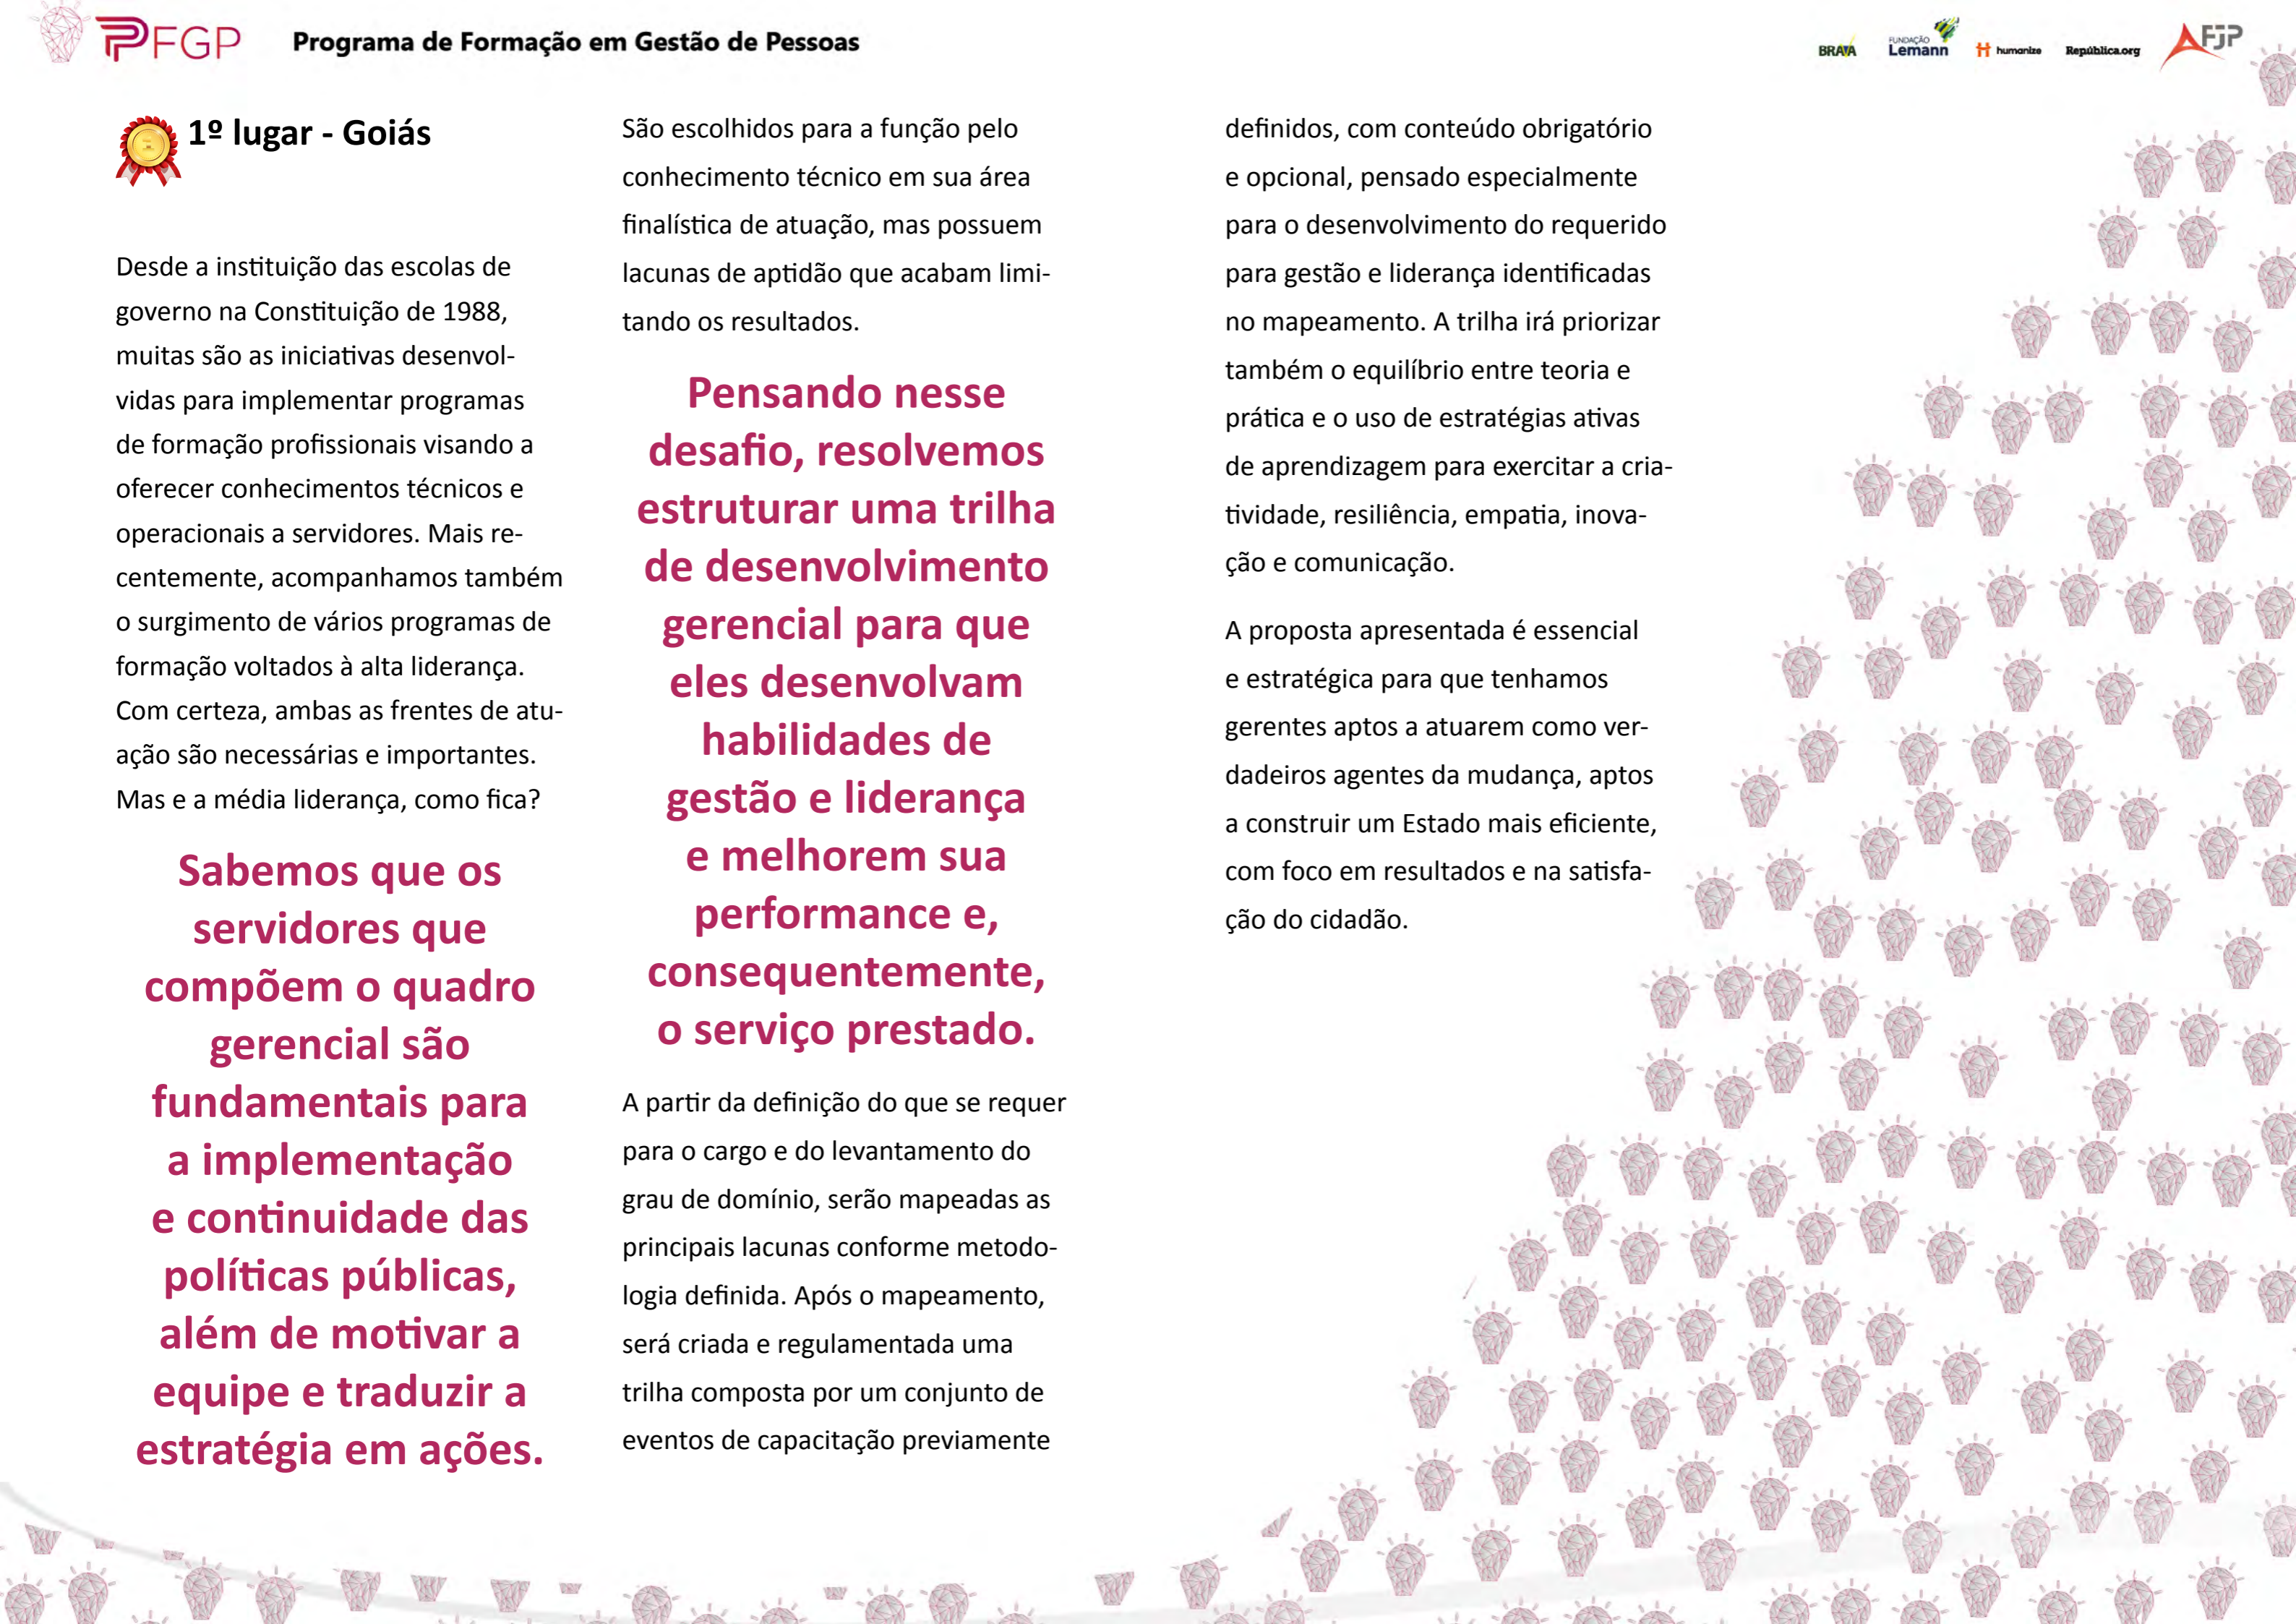 PFGP
Programa de Formação em Gestão de Pessoas
BRAVA
FUNDAÇÃO
Lemann
humanize
República.org
FJP
1º lugar - Goiás
Desde a instituição das escolas de
governo na Constituição de 1988,
muitas são as iniciativas desenvol-
vidas para implementar programas
de formação profissionais visando a
oferecer conhecimentos técnicos e
operacionais a servidores. Mais re-
centemente, acompanhamos também
o surgimento de vários programas de
formação voltados à alta liderança.
Com certeza, ambas as frentes de atu-
ação são necessárias e importantes.
Mas e a média liderança, como fica?
Sabemos que os
servidores que
compõem o quadro
gerencial são
fundamentais para
a implementação
e continuidade das
políticas públicas,
além de motivar a
equipe e traduzir a
estratégia em ações.
São escolhidos para a função pelo
conhecimento técnico em sua área
finalística de atuação, mas possuem
lacunas de aptidão que acabam limi-
tando os resultados.
Pensando nesse
desafio, resolvemos
estruturar uma trilha
de desenvolvimento
gerencial para que
eles desenvolvam
habilidades de
gestão e liderança
e melhorem sua
performance e,
consequentemente,
o serviço prestado.
A partir da definição do que se requer
para o cargo e do levantamento do
grau de domínio, serão mapeadas as
principais lacunas conforme metodo-
logia definida. Após o mapeamento,
será criada e regulamentada uma
trilha composta por um conjunto de
eventos de capacitação previamente
definidos, com conteúdo obrigatório
e opcional, pensado especialmente
para o desenvolvimento do requerido
para gestão e liderança identificadas
no mapeamento. A trilha irá priorizar
também o equilíbrio entre teoria e
prática e o uso de estratégias ativas
de aprendizagem para exercitar a cria-
tividade, resiliência, empatia, inova-
ção e comunicação.
A proposta apresentada é essencial
e estratégica para que tenhamos
gerentes aptos a atuarem como ver-
dadeiros agentes da mudança, aptos
a construir um Estado mais eficiente,
com foco em resultados e na satisfa-
ção do cidadão.